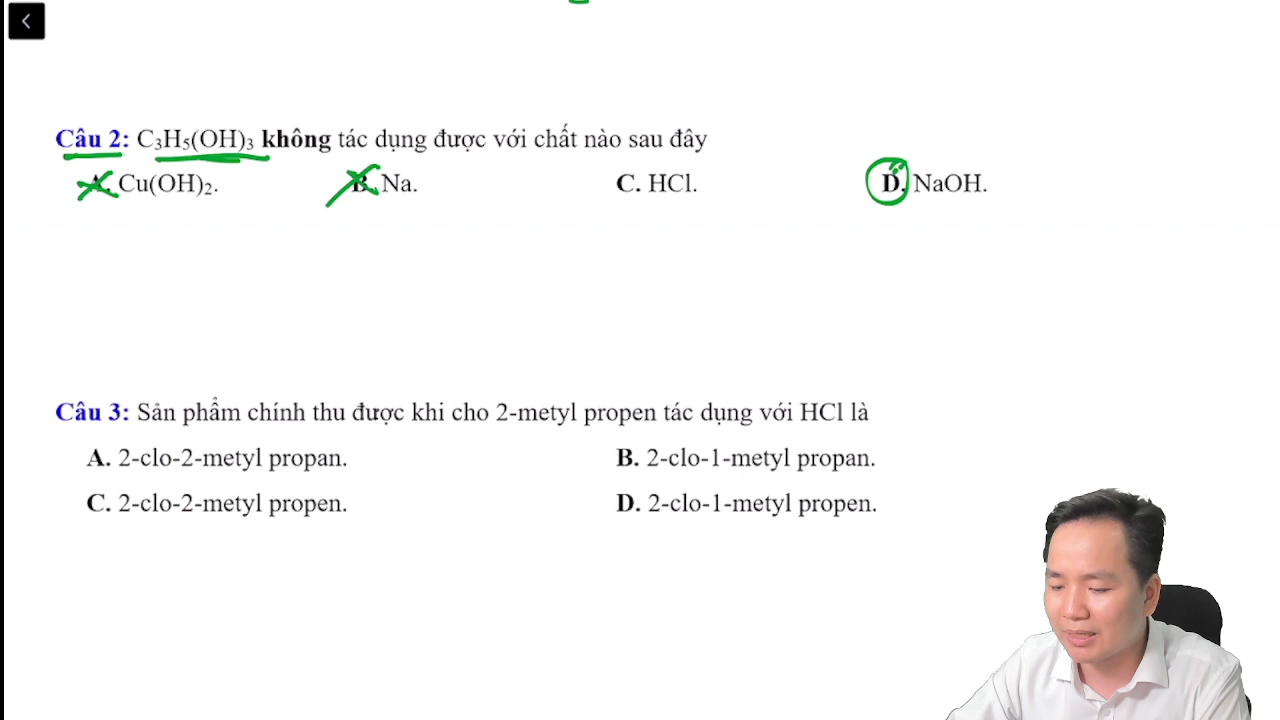 Câu 2: C₃H₅(OH)₃ không tác dụng được với chất nào sau đây
A. Cu(OH)₂. B. Na. C. HCl. D. NaOH.
Câu 3: Sản phẩm chính thu được khi cho 2-metyl propen tác dụng với HCl là
A. 2-clo-2-metyl propan. B. 2-clo-1-metyl propan.
C. 2-clo-2-metyl propen. D. 2-clo-1-metyl propen.